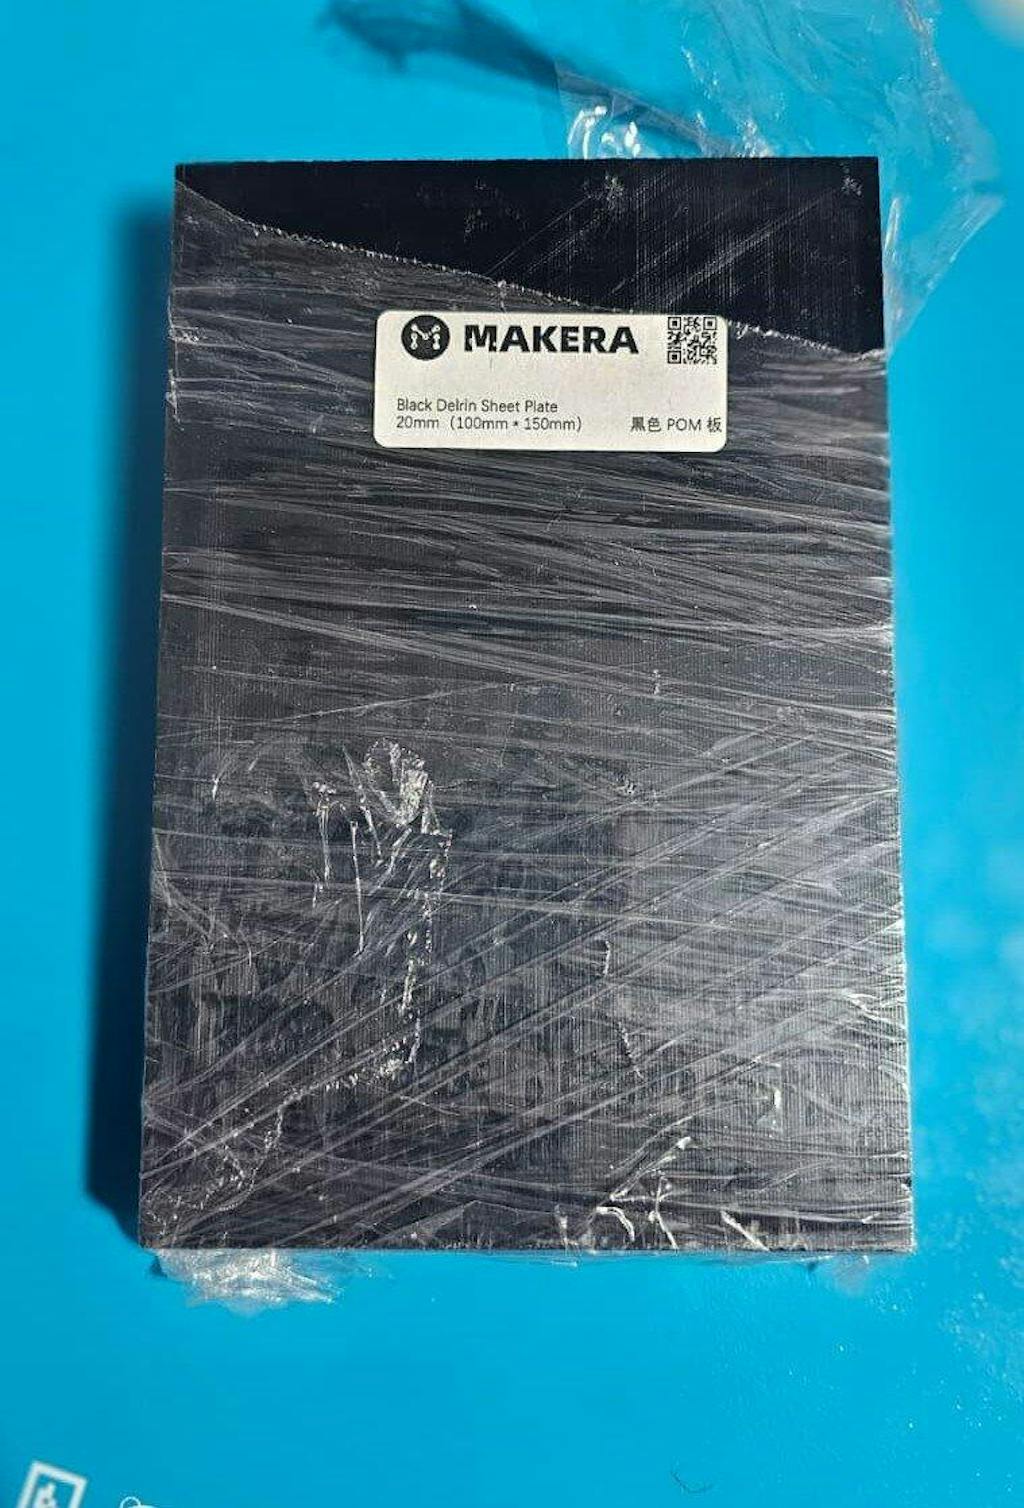 MAKERA
Black Delrin Sheet Plate
20mm (100mm * 150mm) 黑色 POM 板